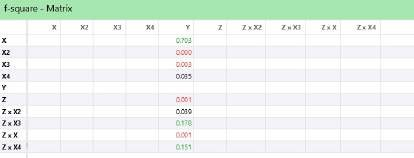 f-square - Matrix
X X2 X3 X4 Y Z Z x X2 Z x X3 Z x X Z x X4
X 0.703
X2 0.000
X3 0.003
X4 0.035
Y
Z 0.001
Z x X2 0.039
Z x X3 0.178
Z x X 0.001
Z x X4 0.151